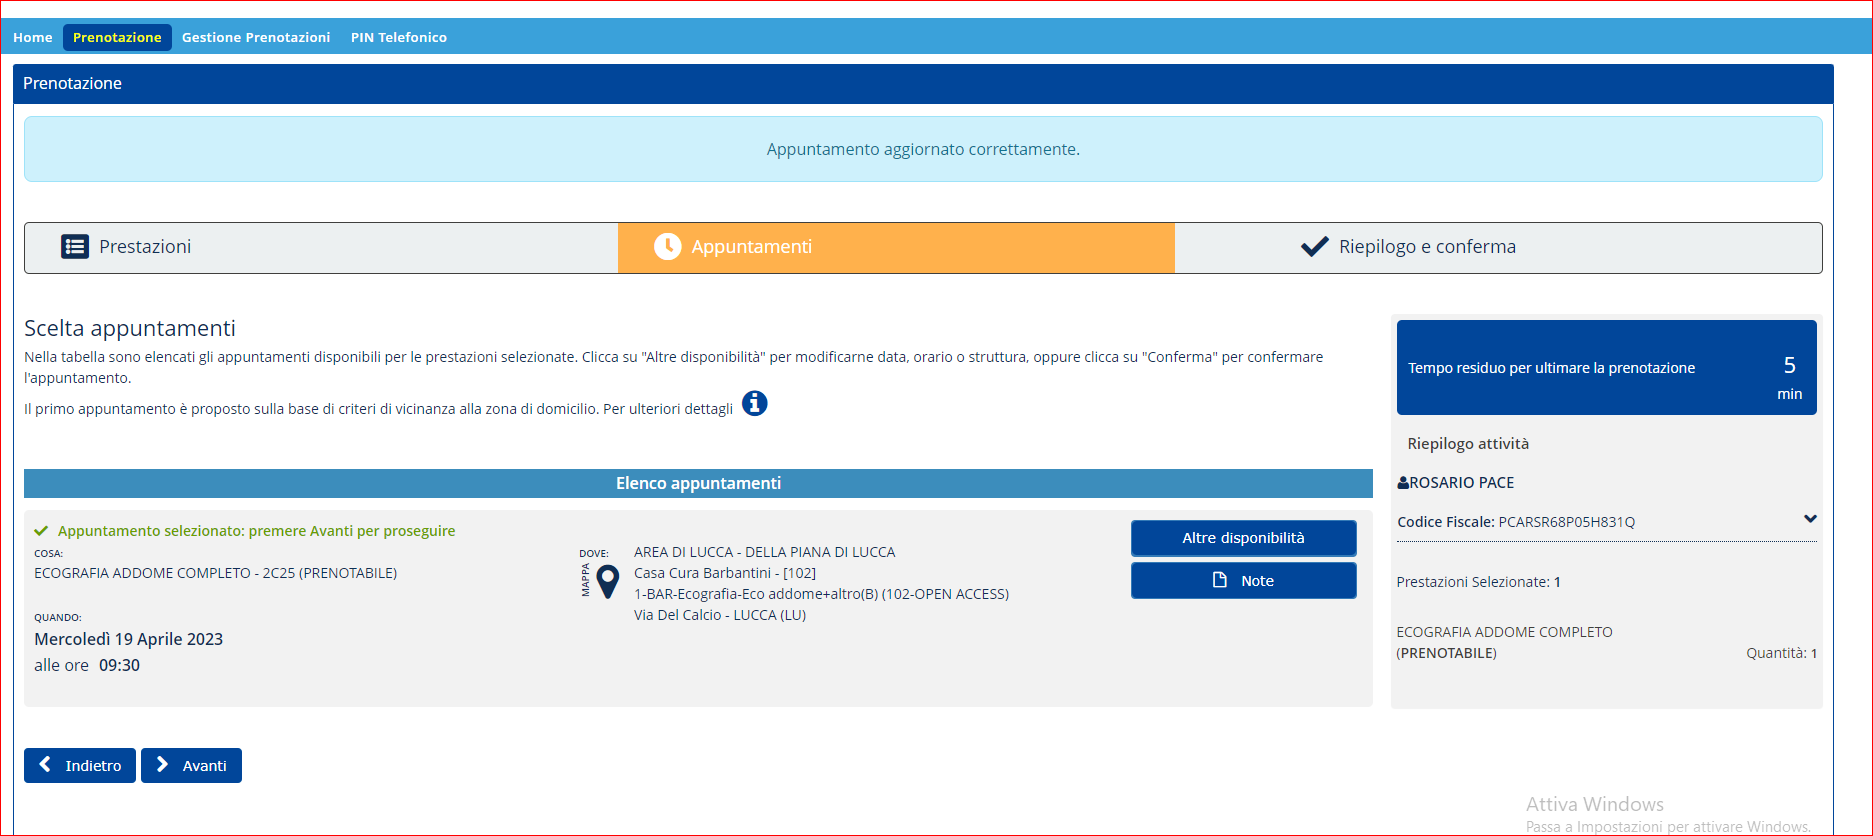 Home Prenotazione Gestione Prenotazioni PIN Telefonico
Prenotazione
Appuntamento aggiornato correttamente.
Prestazioni
Appuntamenti
Riepilogo e conferma
Scelta appuntamenti
Nella tabella sono elencati gli appuntamenti disponibili per le prestazioni selezionate. Clicca su "Altre disponibilità" per modificarne data, orario o struttura, oppure clicca su "Conferma" per confermare
l'appuntamento.
Il primo appuntamento è proposto sulla base di criteri di vicinanza alla zona di domicilio. Per ulteriori dettagli
Elenco appuntamenti
Appuntamento selezionato: premere Avanti per proseguire
COSA:
ECOGRAFIA ADDOME COMPLETO - 2C25 (PRENOTABILE)
QUANDO:
Mercoledì 19 Aprile 2023
alle ore 09:30
DOVE:
MAPPA
AREA DI LUCCA - DELLA PIANA DI LUCCA
Casa Cura Barbantini - [102]
1-BAR-Ecografia-Eco addome+altro(B) (102-OPEN ACCESS)
Via Del Calcio - LUCCA (LU)
Altre disponibilità
Note
Tempo residuo per ultimare la prenotazione
5
min
Riepilogo attività
ROSARIO PACE
Codice Fiscale: PCARSR68P05H831Q
Prestazioni Selezionate: 1
ECOGRAFIA ADDOME COMPLETO
(PRENOTABILE)
Quantità: 1
Indietro
Avanti
Attiva Windows
Passa a Impostazioni per attivare Windows.